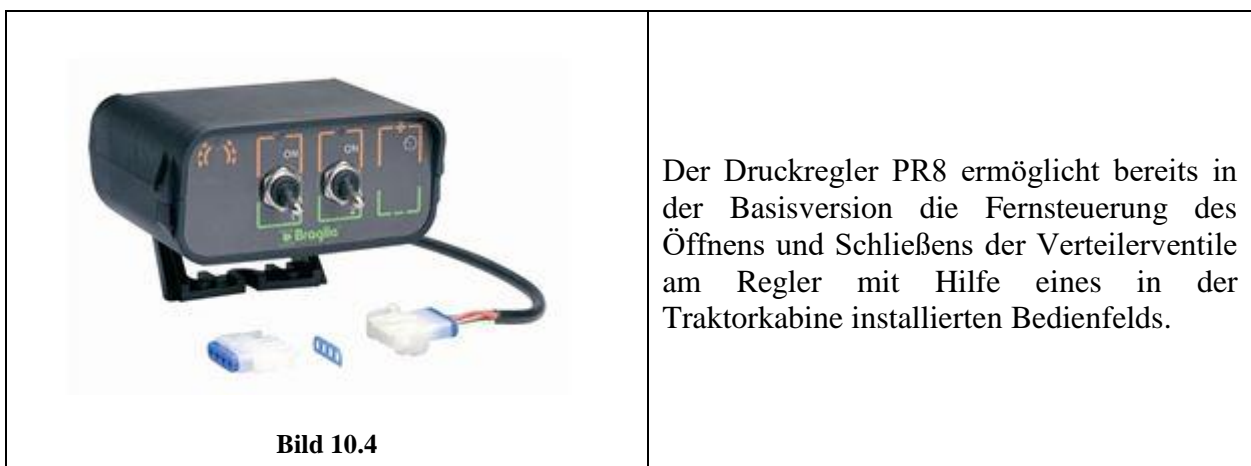 ON
ON
Braglia
Bild 10.4
Der Druckregler PR8 ermöglicht bereits in
der Basisversion die Fernsteuerung des
Öffnens und Schließens der Verteilerventile
am Regler mit Hilfe eines in der
Traktorkabine installierten Bedienfelds.